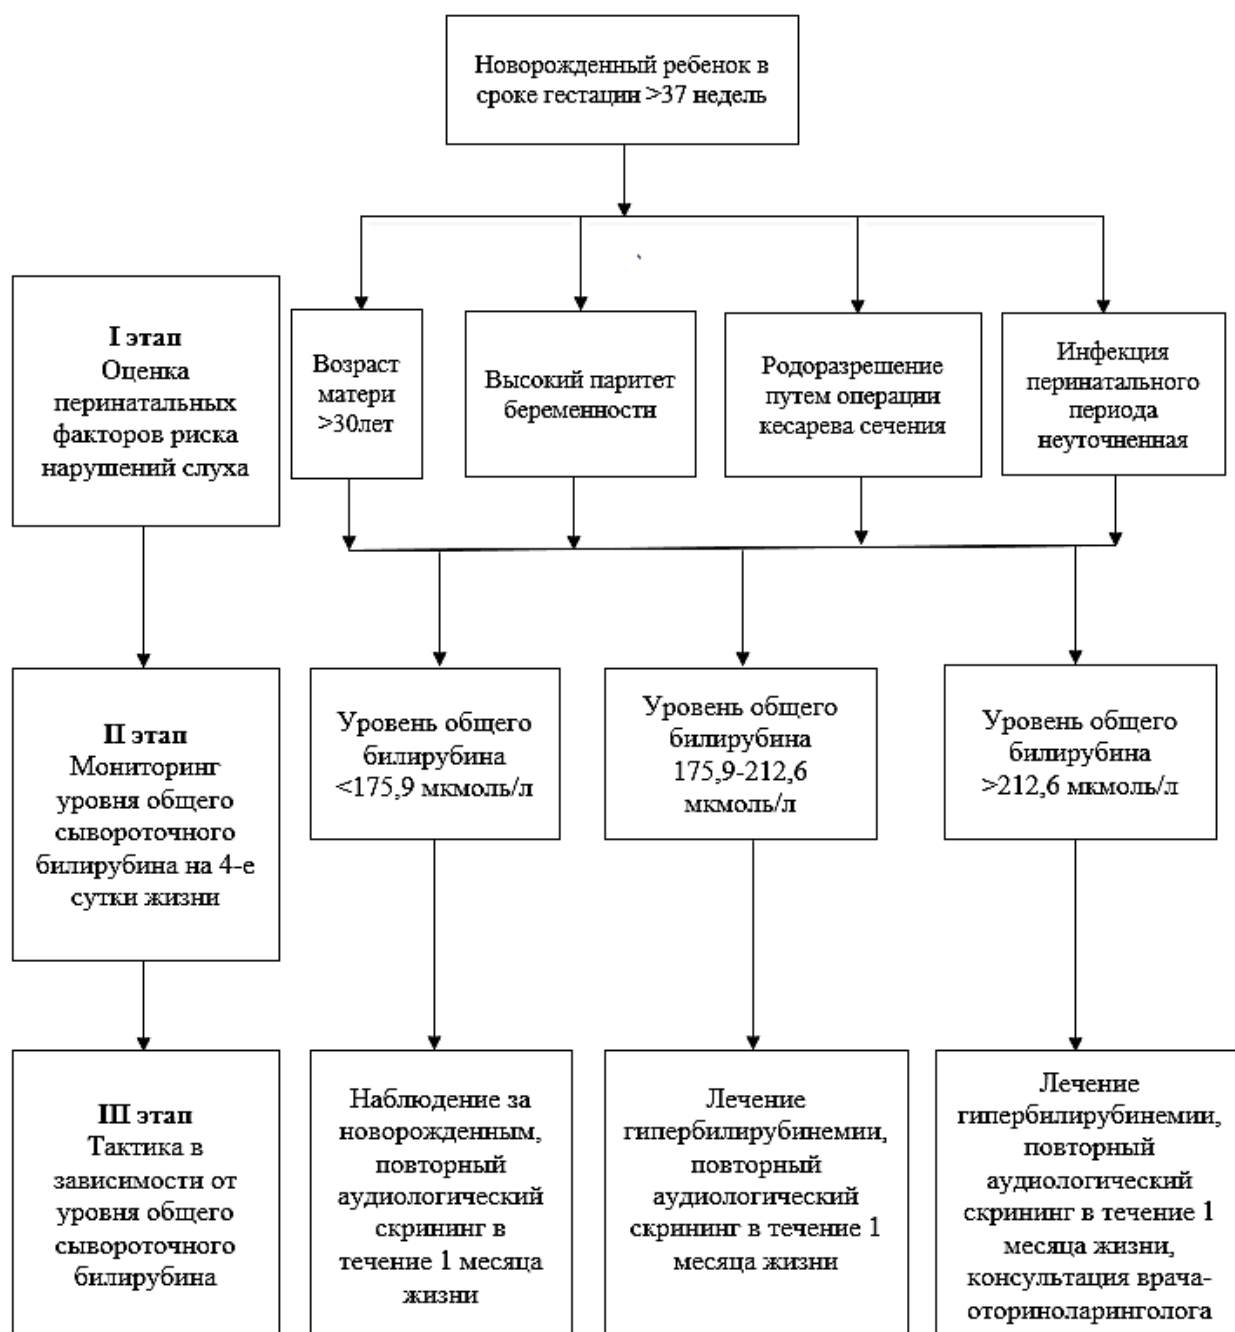 Новорожденный ребенок в
сроке гестации >37 недель
I этап
Оценка
перинатальных
факторов риска
нарушений слуха
Возраст
матери
>30лет
Высокий паритет
беременности
Родоразрешение
путем операции
кесарева сечения
Инфекция
перинатального
периода
неуточненная
II этап
Мониторинг
уровня общего
сывороточного
билирубина на 4-е
сутки жизни
Уровень общего
билирубина
<175,9 мкмоль/л
Уровень общего
билирубина
175,9-212,6
мкмоль/л
Уровень общего
билирубина
>212,6 мкмоль/л
III этап
Тактика в
зависимости от
уровня общего
сывороточного
билирубина
Наблюдение за
новорожденным,
повторный
аудиологический
скрининг в
течение 1 месяца
жизни
Лечение
гипербилирубинемии,
повторный
аудиологический
скрининг в течение 1
месяца жизни
Лечение
гипербилирубинемии,
повторный
аудиологический
скрининг в течение 1
месяца жизни,
консультация врача-
оториноларинголога